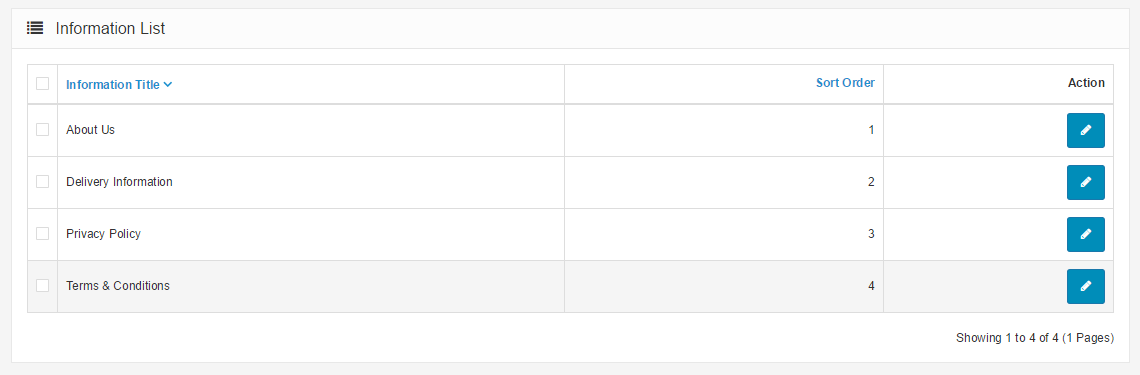 Information List
Information Title Sort Order Action
About Us 1
Delivery Information 2
Privacy Policy 3
Terms & Conditions 4
Showing 1 to 4 of 4 (1 Pages)